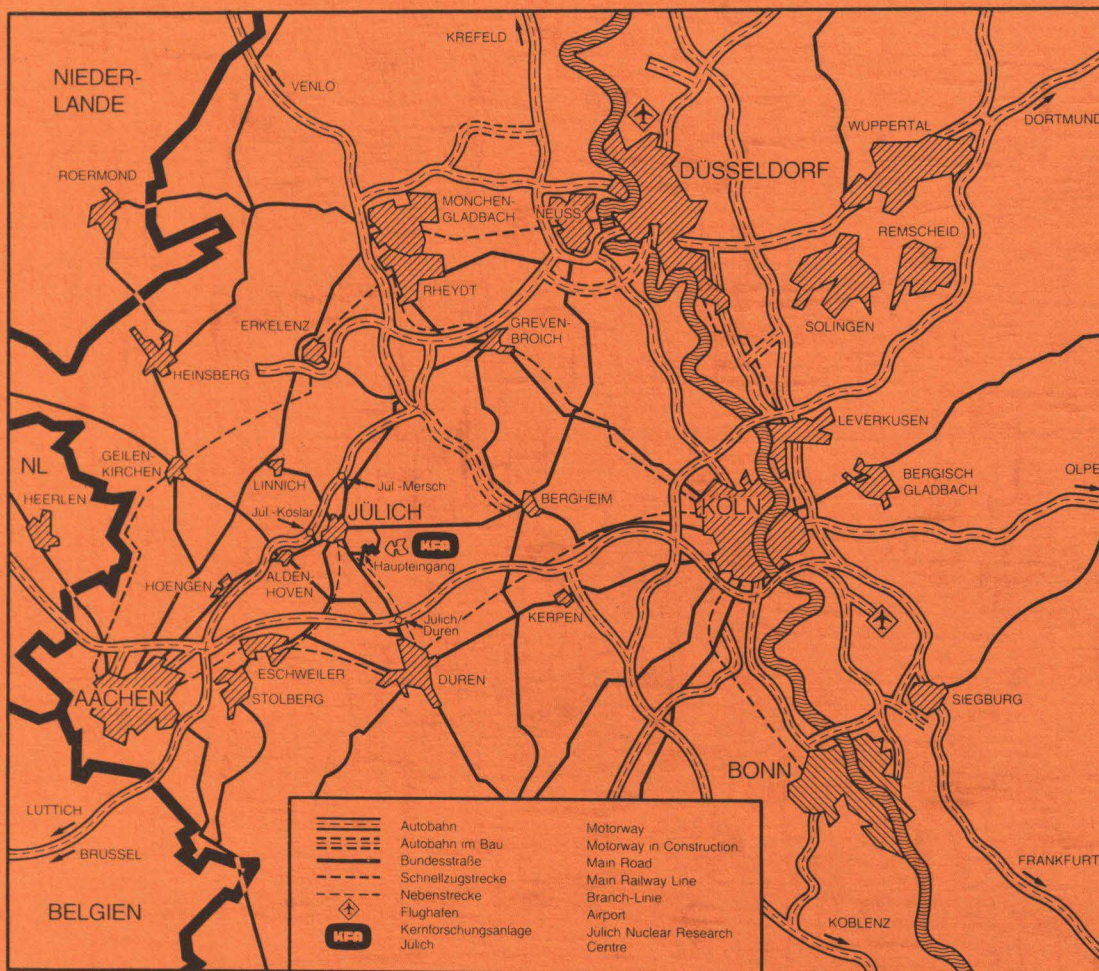 KREFELD
NIEDER-
LANDE
VENLO
DORTMUND
WUPPERTAL
DÜSSELDORF
ROERMOND
MÖNCHEN-
GLADBACH
NEUSS
REMSCHEID
RHEYDT
SOLINGEN
ERKELENZ
GREVEN-
BROICH
HEINSBERG
LEVERKUSEN
GEILEN-
KIRCHEN
NL
HEERLEN
LINNICH
Jül.-Mersch
BERGHEIM
BERGISCH
GLADBACH
OLPE
KÖLN
Jül.-Koslar
JÜLICH
KFA
Haupteingang
HOENGEN
ALDEN-
HOVEN
KERPEN
Jülich/
Düren
ESCHWEILER
DÜREN
AACHEN
STOLBERG
SIEGBURG
BONN
LÜTTICH
BRÜSSEL
FRANKFURT
BELGIEN
KOBLENZ
Autobahn Motorway
Autobahn im Bau Motorway in Construction
Bundesstraße Main Road
Schnellzugstrecke Main Railway Line
Nebenstrecke Branch-Linie
Flughafen Airport
KFA Kernforschungsanlage Jülich Nuclear Research
Jülich Centre